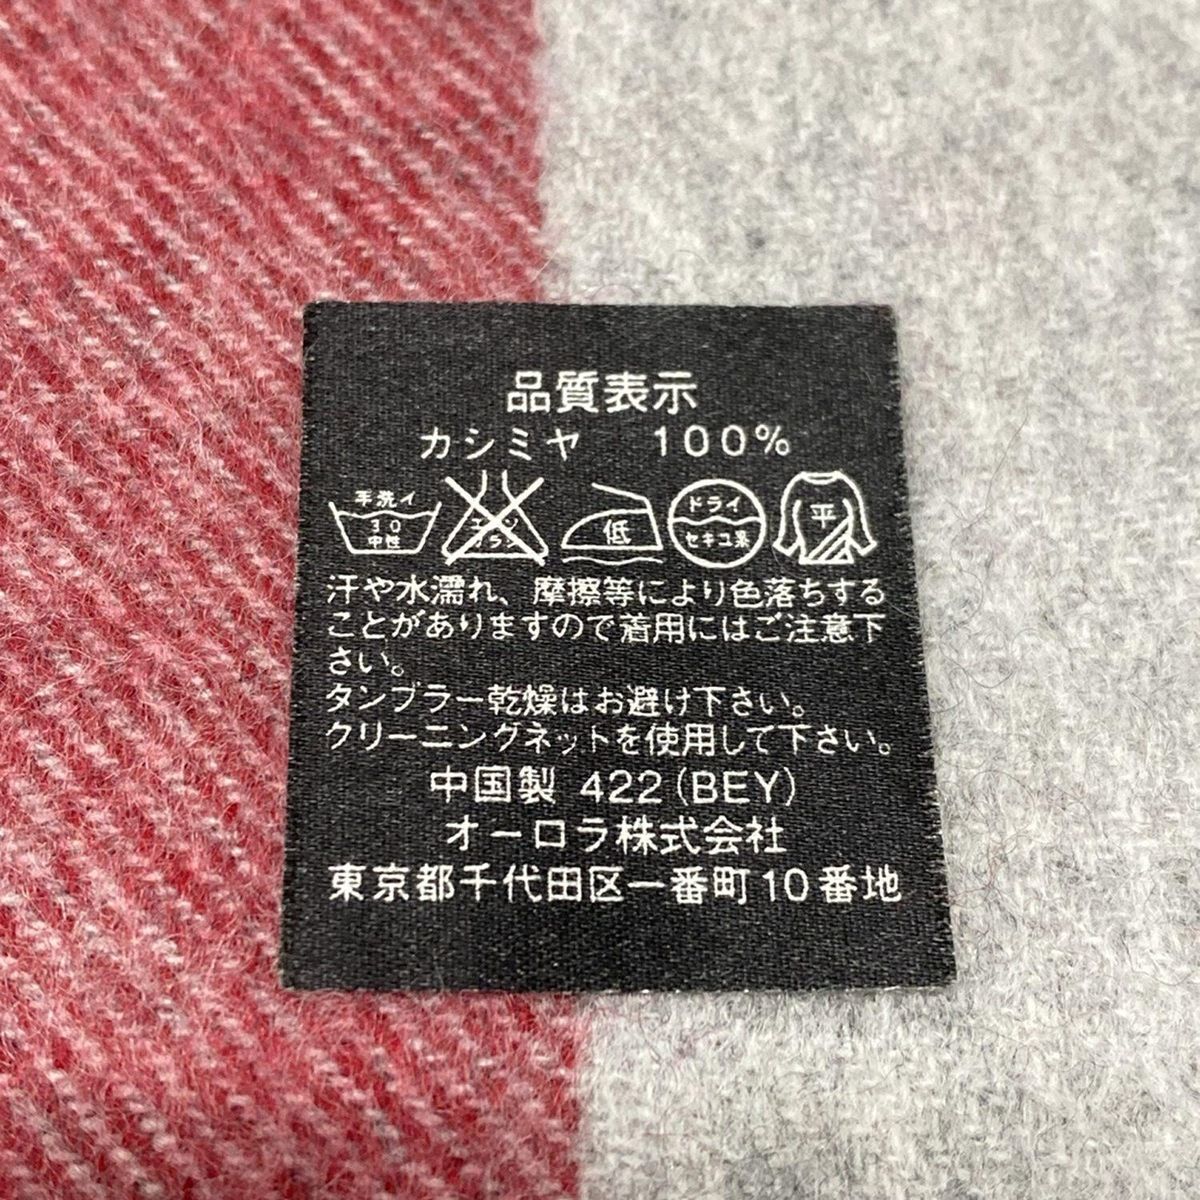 品質表示
カシミヤ 100%
手洗イ
30
中性
エンソ
サラシ
低
ドライ
セキユ系
平
汗や水濡れ、摩擦等により色落ちする
ことがありますので着用にはご注意下
さい。
タンブラー乾燥はお避け下さい。
クリーニングネットを使用して下さい。
中国製 422(BEY)
オーロラ株式会社
東京都千代田区一番町10番地